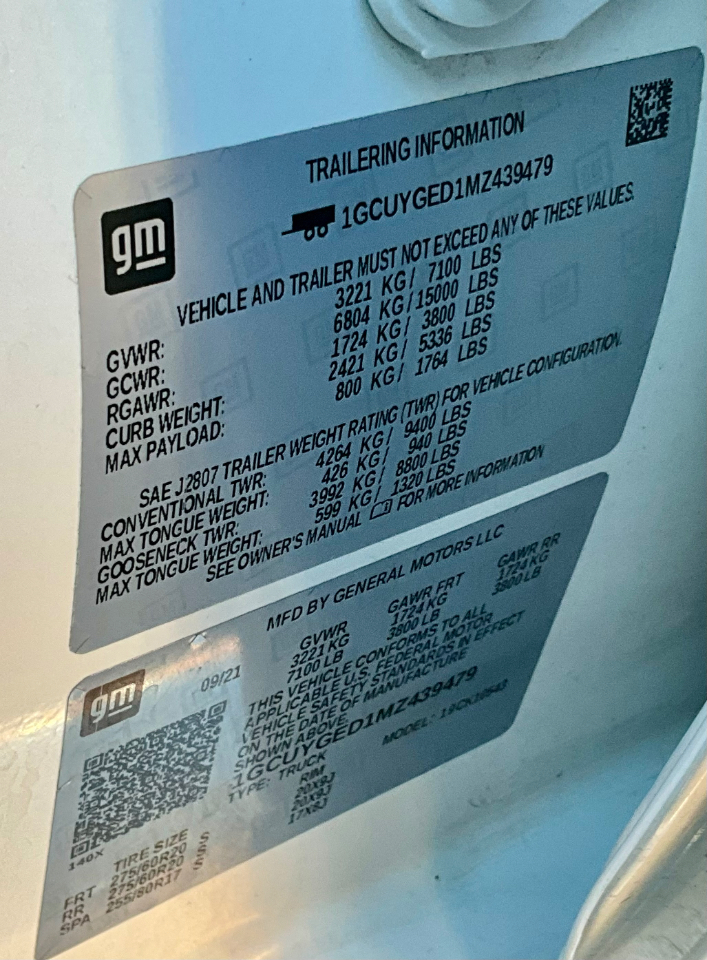 TRAILERING INFORMATION
gm
1GCUYGED1MZ439479
VEHICLE AND TRAILER MUST NOT EXCEED ANY OF THESE VALUES.
GVWR: 3221 KG/ 7100 LBS
GCWR: 6804 KG/15000 LBS
RGAWR: 1724 KG/ 3800 LBS
CURB WEIGHT: 2421 KG/ 5336 LBS
MAX PAYLOAD: 800 KG/ 1764 LBS
SAE J2807 TRAILER WEIGHT RATING (TWR) FOR VEHICLE CONFIGURATION.
CONVENTIONAL TWR: 4264 KG/ 9400 LBS
MAX TONGUE WEIGHT: 426 KG/ 940 LBS
GOOSENECK TWR: 3992 KG/ 8800 LBS
MAX TONGUE WEIGHT: 599 KG/ 1320 LBS
SEE OWNER'S MANUAL FOR MORE INFORMATION
MFD BY GENERAL MOTORS LLC
gm
09/21
GVWR GAWR FRT GAWR RR
3221 KG 1724 KG 1724 KG
7100 LB 3800 LB 3800 LB
THIS VEHICLE CONFORMS TO ALL
APPLICABLE U.S. FEDERAL MOTOR
VEHICLE SAFETY STANDARDS IN EFFECT
ON THE DATE OF MANUFACTURE
SHOWN ABOVE.
1GCUYGED1MZ439479
TYPE: TRUCK MODEL:
140X
TIRE SIZE RIM
FRT 275/60R20 S 20X9J
RR 275/60R20 S 20X9J
SPA 255/80R17 S 17X8J